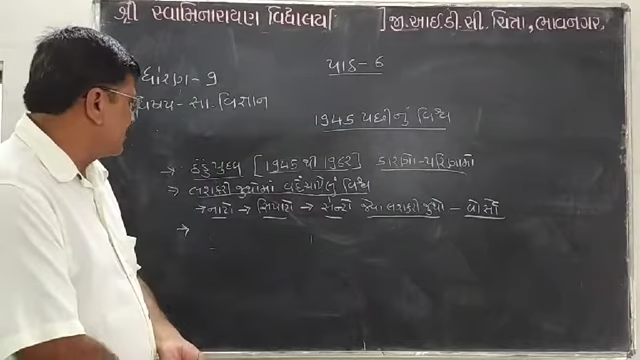 શ્રી સ્વામિનારાયણ વિદ્યાલય [ ] જી.આઈ.ડી.સી. ચિત્રા, ભાવનગર.
ધોરણ - 9
પાઠ - 6
વિષય - સા. વિજ્ઞાન
1945 પછીનું વિશ્વ
→ ઠંડુ યુદ્ધ [1945 થી 1962] કારણો - પરિણામો
⇒ લશ્કરી જૂથોમાં વહેંચાયેલું વિશ્વ
→ નાટો → સિયાટો → સેન્ટો જેવા લશ્કરી જૂથો - વોર્સો
→